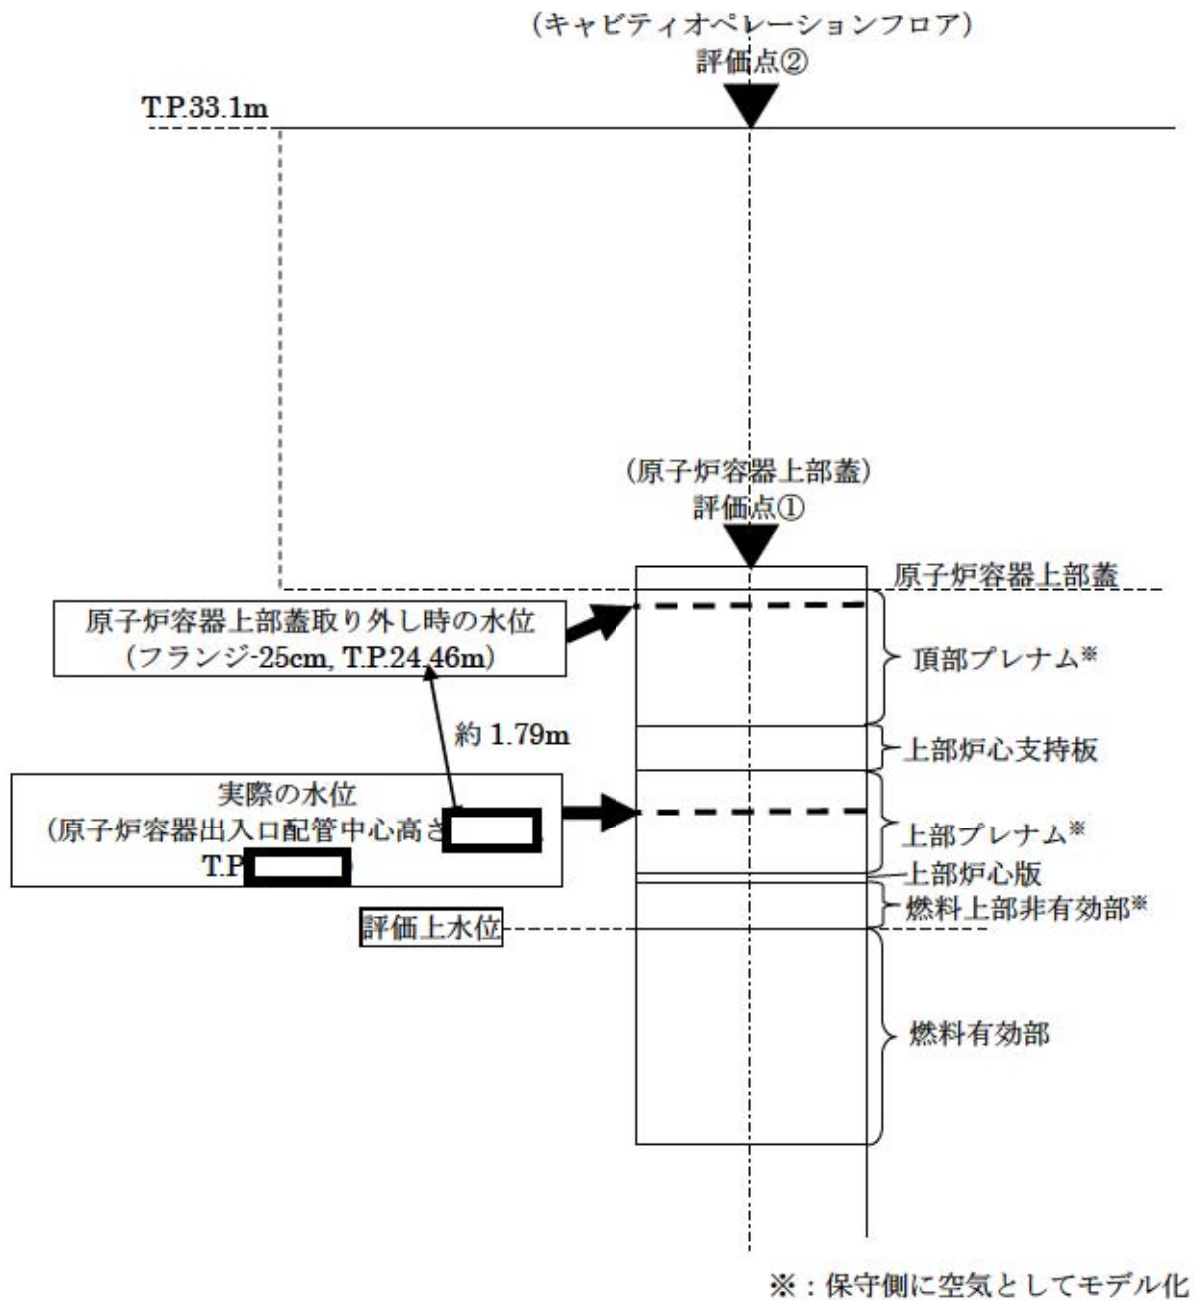 （キャビティオペレーションフロア）
評価点②
T.P.33.1m
（原子炉容器上部蓋）
評価点①
原子炉容器上部蓋
原子炉容器上部蓋取り外し時の水位
（フランジ-25cm, T.P.24.46m）
頂部プレナム※
約 1.79m
上部炉心支持板
実際の水位
（原子炉容器出入口配管中心高さ
T.P
上部プレナム※
上部炉心版
燃料上部非有効部※
評価上水位
燃料有効部
※：保守側に空気としてモデル化